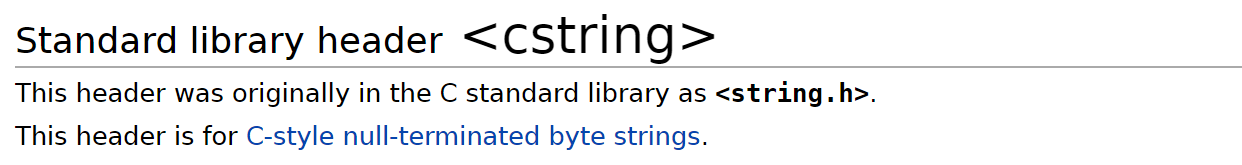 Standard library header <cstring>
This header was originally in the C standard library as <string.h>.
This header is for C-style null-terminated byte strings.